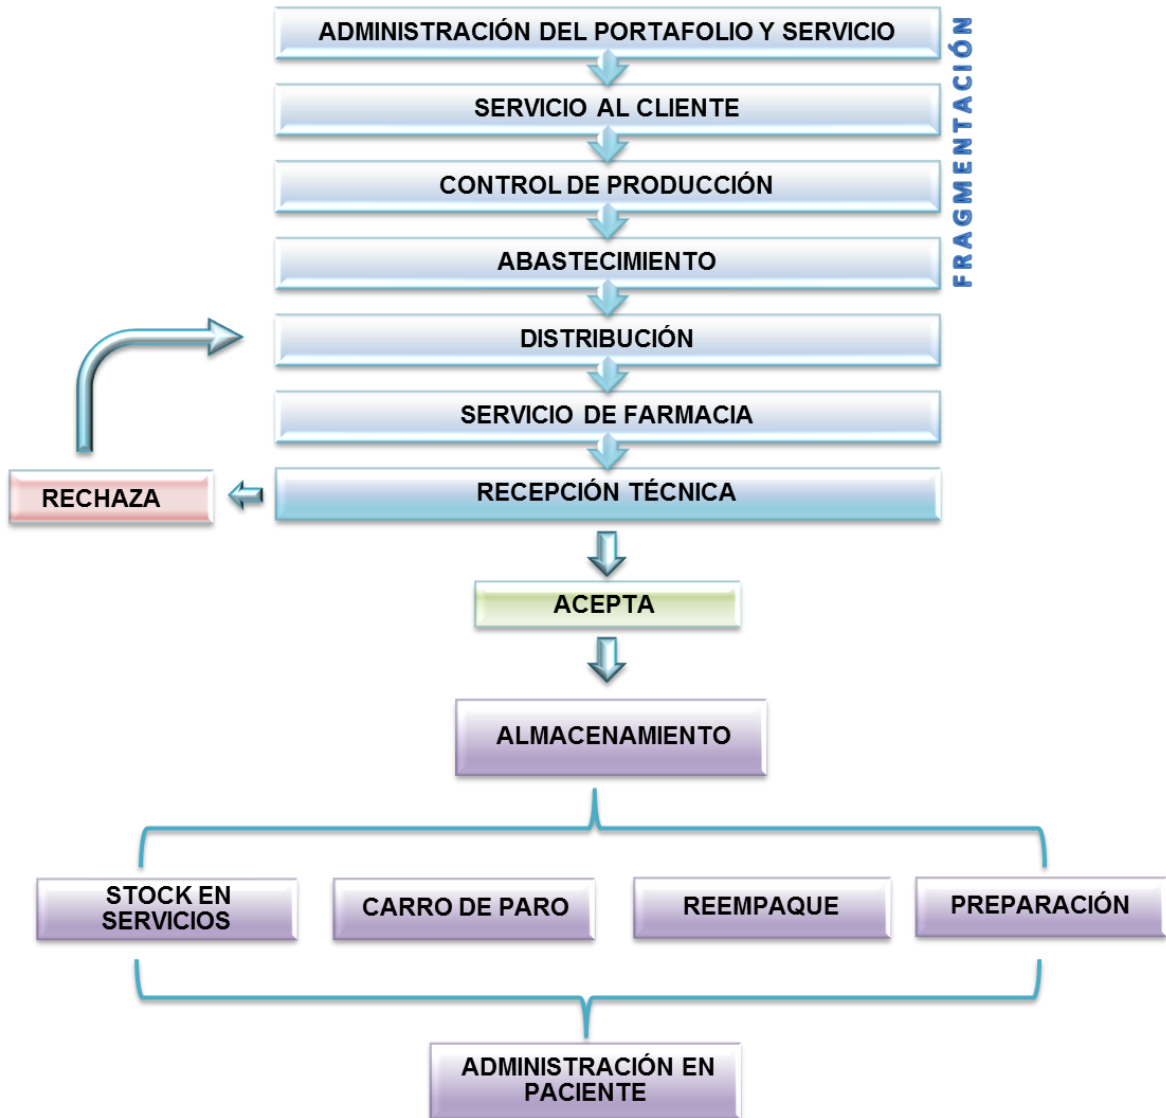 ADMINISTRACIÓN DEL PORTAFOLIO Y SERVICIO
FRAGMENTACIÓN
SERVICIO AL CLIENTE
CONTROL DE PRODUCCIÓN
ABASTECIMIENTO
DISTRIBUCIÓN
SERVICIO DE FARMACIA
RECHAZA
RECEPCIÓN TÉCNICA
ACEPTA
ALMACENAMIENTO
STOCK EN
SERVICIOS
CARRO DE PARO
REEMPAQUE
PREPARACIÓN
ADMINISTRACIÓN EN
PACIENTE